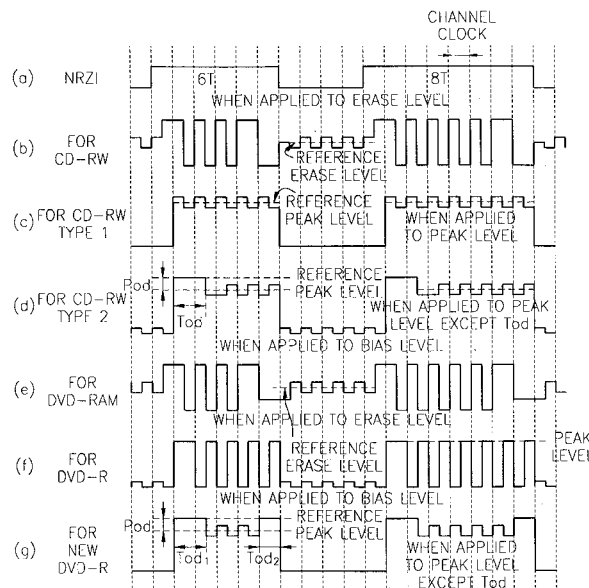 CHANNEL
CLOCK
(a) NRZI
6T
8T
WHEN APPLIED TO ERASE LEVEL
(b) FOR
CD-RW
REFERENCE
ERASE LEVEL
REFERENCE
PEAK LEVEL
(c) FOR CD-RW
TYPE 1
WHEN APPLIED
TO PEAK LEVEL
Pod
REFERENCE
PEAK LEVEL
(d) FOR CD-RW
TYPF 2
Top
WHEN APPLIED TO PEAK
LEVEL EXCEPT Tod
WHEN APPLIED TO BIAS LEVEL
(e) FOR
DVD-RAM
WHEN APPLIED TO ERASE LEVEL
REFERENCE
ERASE LEVEL
PEAK
LEVEL
(f) FOR
DVD-R
WHEN APPLIED TO BIAS LEVEL
Pod
REFERENCE
PEAK LEVEL
(g) FOR
NEW
DVD-R
Tod1
Tod2
WHEN APPLIED
TO PEAK LEVEL
EXCEPT Tod